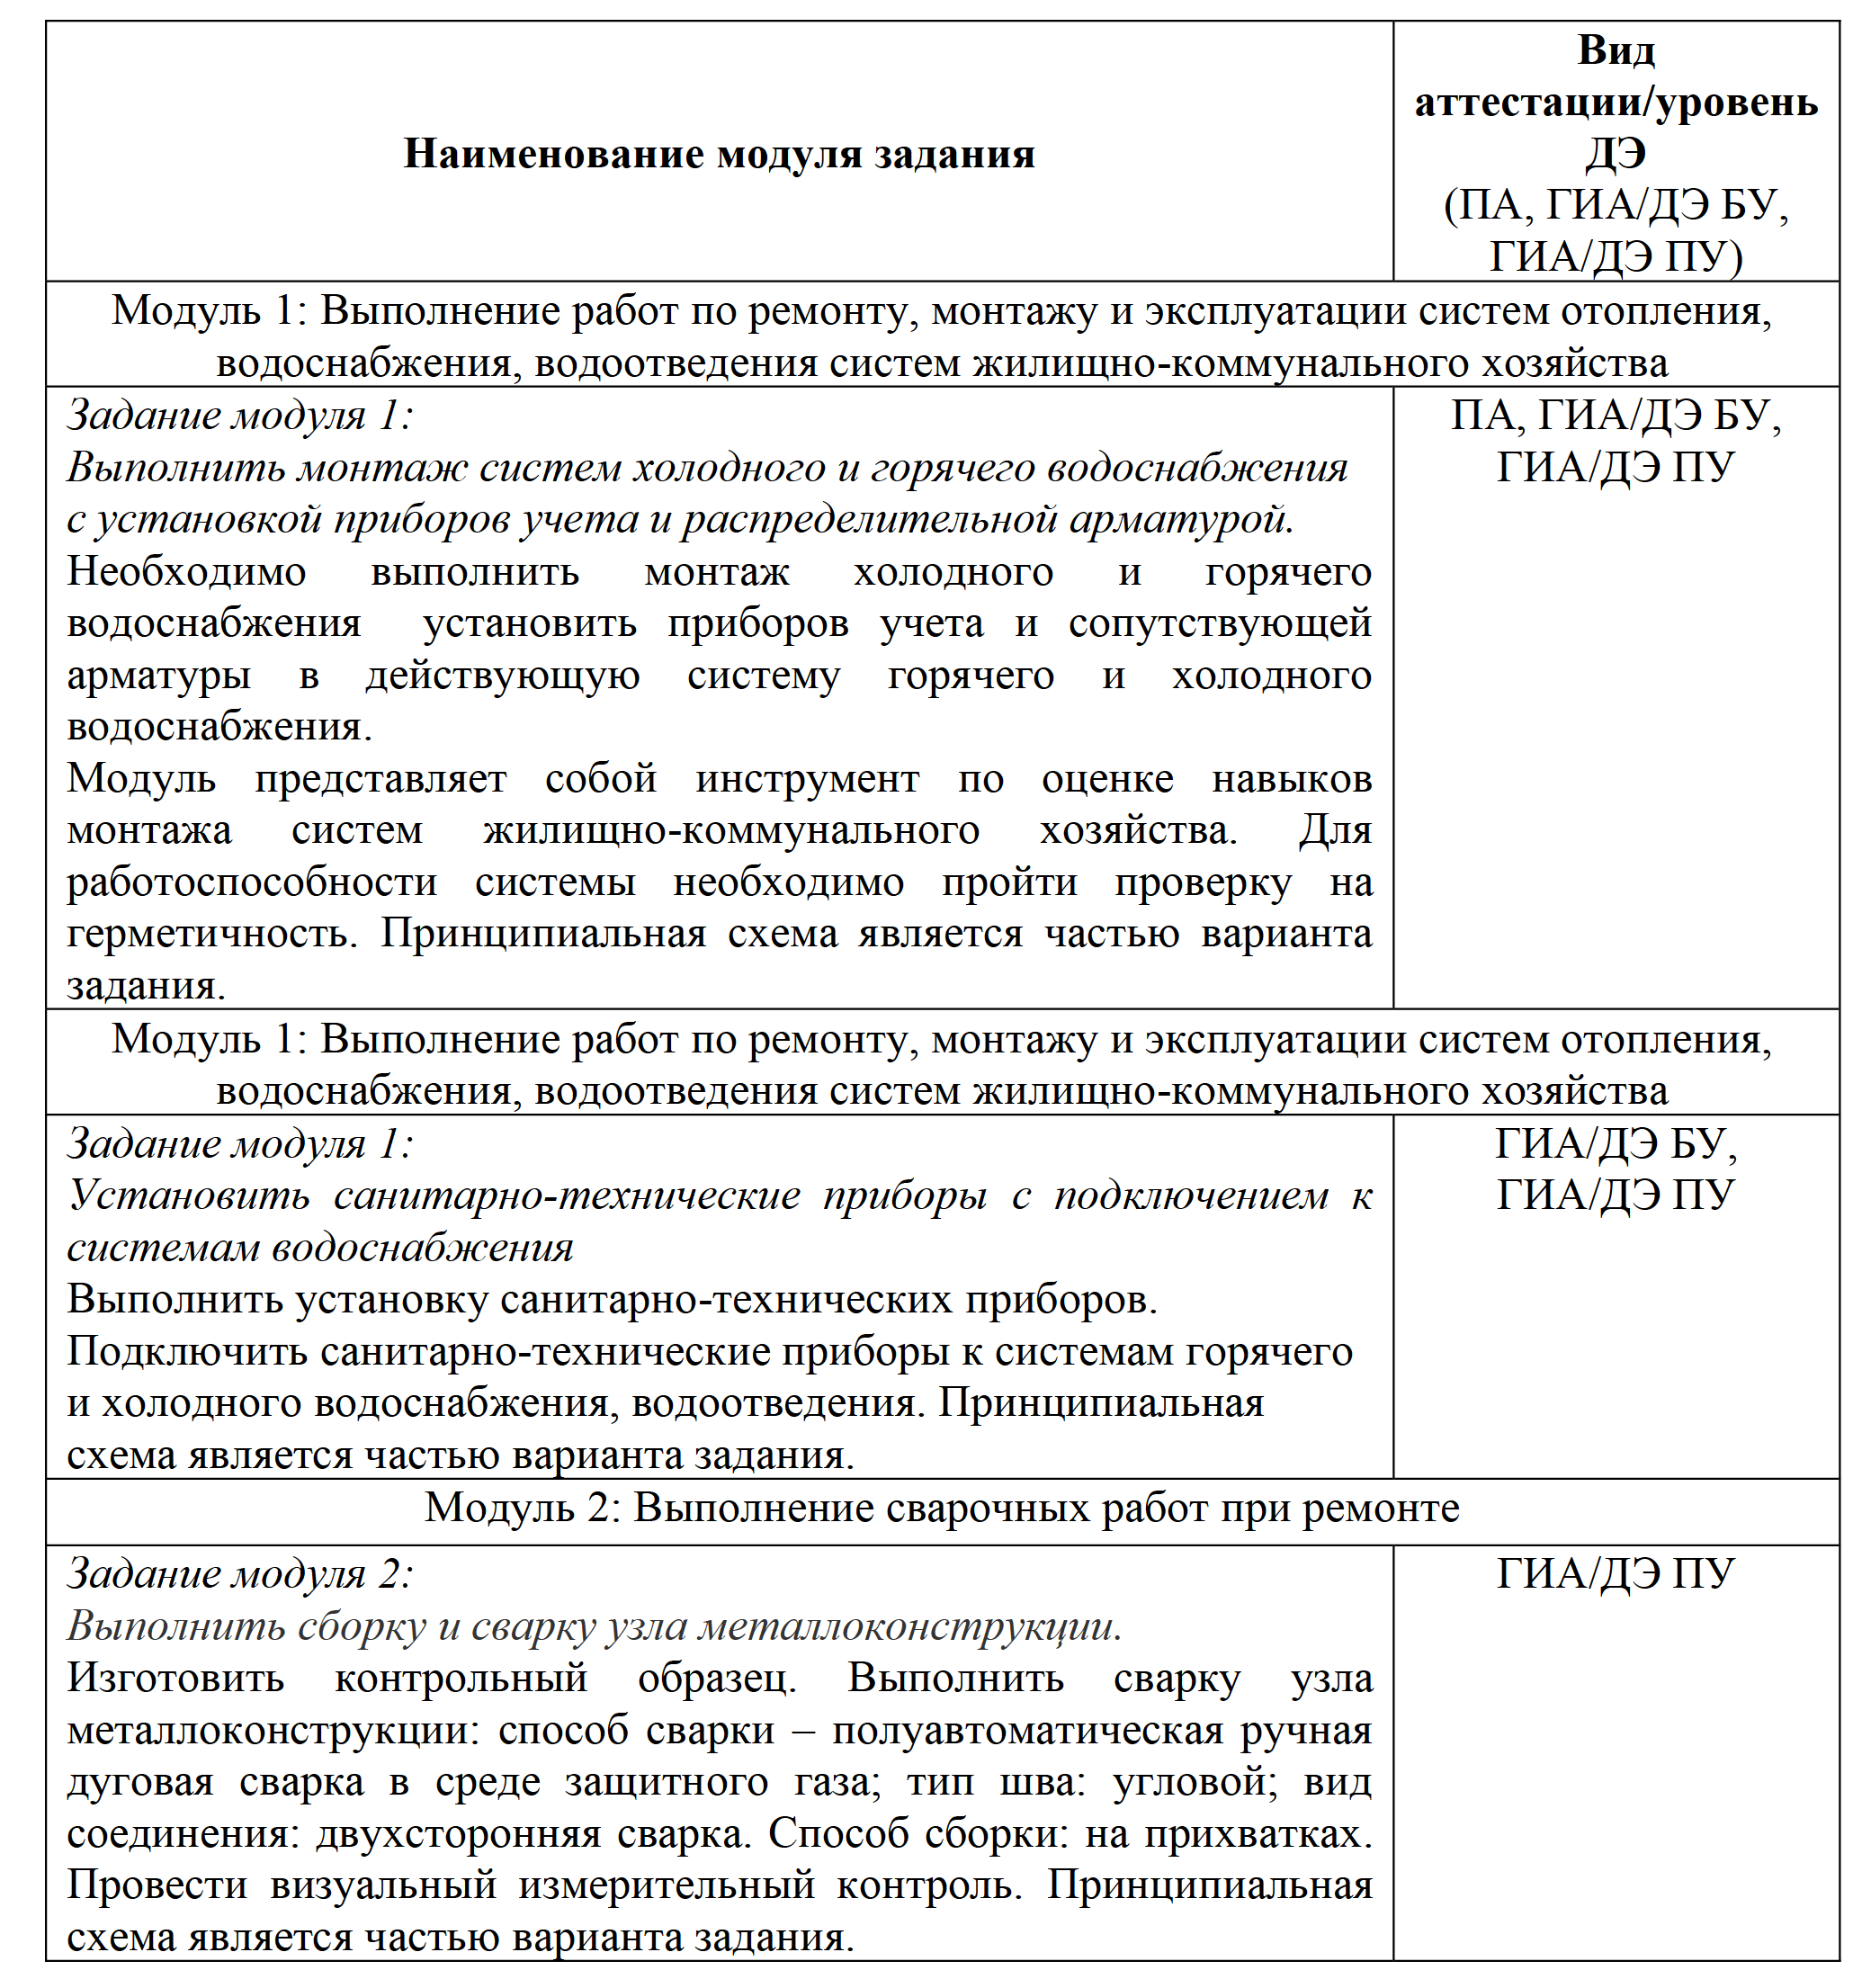 Наименование модуля задания
Вид
аттестации/уровень
ДЭ
(ПА, ГИА/ДЭ БУ,
ГИА/ДЭ ПУ)
Модуль 1: Выполнение работ по ремонту, монтажу и эксплуатации систем отопления,
водоснабжения, водоотведения систем жилищно-коммунального хозяйства
Задание модуля 1:
Выполнить монтаж систем холодного и горячего водоснабжения
с установкой приборов учета и распределительной арматурой.
Необходимо выполнить монтаж холодного и горячего
водоснабжения установить приборов учета и сопутствующей
арматуры в действующую систему горячего и холодного
водоснабжения.
Модуль представляет собой инструмент по оценке навыков
монтажа систем жилищно-коммунального хозяйства. Для
работоспособности системы необходимо пройти проверку на
герметичность. Принципиальная схема является частью варианта
задания.
ПА, ГИА/ДЭ БУ,
ГИА/ДЭ ПУ
Модуль 1: Выполнение работ по ремонту, монтажу и эксплуатации систем отопления,
водоснабжения, водоотведения систем жилищно-коммунального хозяйства
Задание модуля 1:
Установить санитарно-технические приборы с подключением к
системам водоснабжения
Выполнить установку санитарно-технических приборов.
Подключить санитарно-технические приборы к системам горячего
и холодного водоснабжения, водоотведения. Принципиальная
схема является частью варианта задания.
ГИА/ДЭ БУ,
ГИА/ДЭ ПУ
Модуль 2: Выполнение сварочных работ при ремонте
Задание модуля 2:
Выполнить сборку и сварку узла металлоконструкции.
Изготовить контрольный образец. Выполнить сварку узла
металлоконструкции: способ сварки – полуавтоматическая ручная
дуговая сварка в среде защитного газа; тип шва: угловой; вид
соединения: двухсторонняя сварка. Способ сборки: на прихватках.
Провести визуальный измерительный контроль. Принципиальная
схема является частью варианта задания.
ГИА/ДЭ ПУ